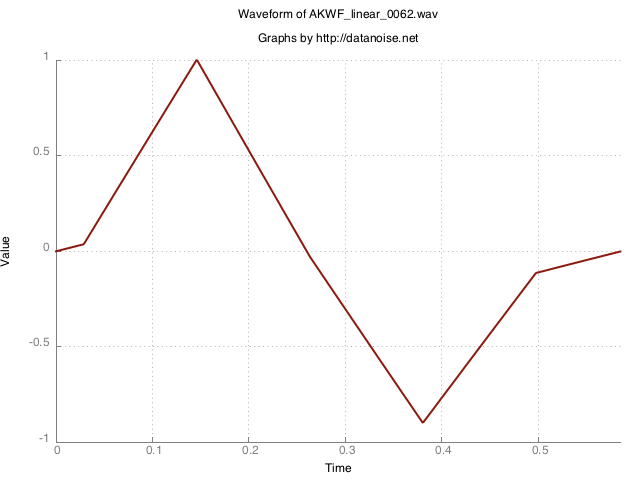 Waveform of AKWF_linear_0062.wav
Graphs by http://datanoise.net
1
0.5
0
-0.5
-1
Value
0 0.1 0.2 0.3 0.4 0.5
Time